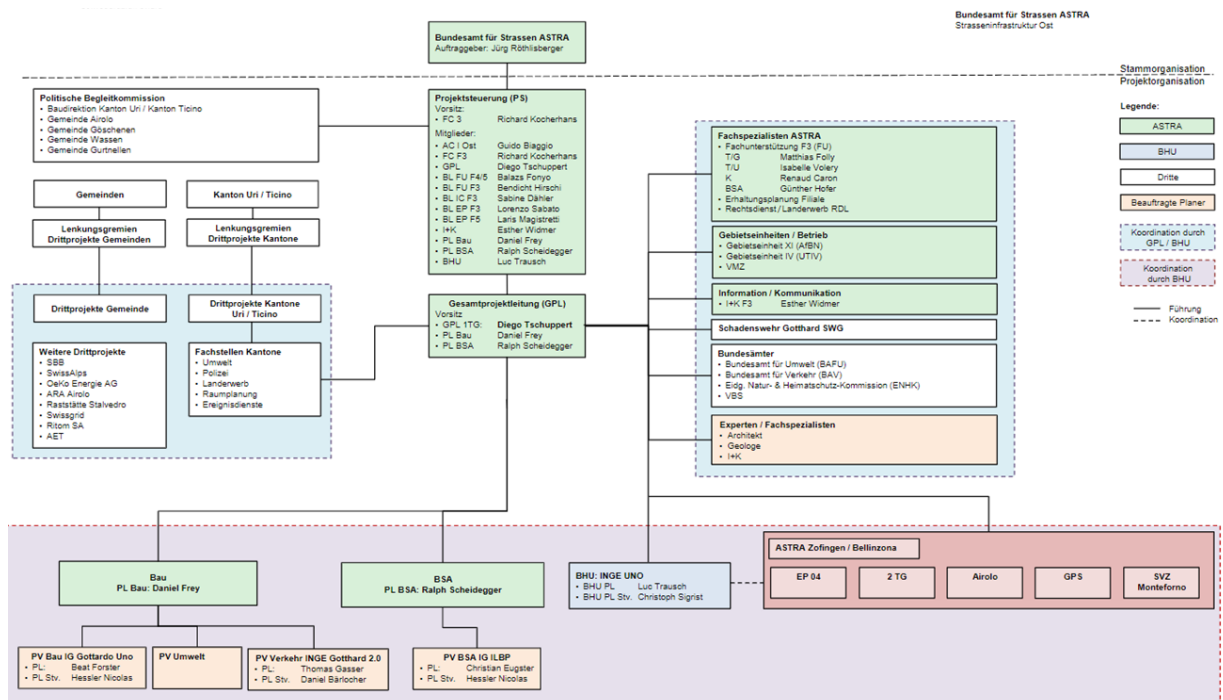 Bundesamt für Strassen ASTRA
Strasseninfrastruktur Ost
Bundesamt für Strassen ASTRA
Auftraggeber: Jürg Röthlisberger
Stammorganisation
Projektorganisation
Politische Begleitkommission
• Baudirektion Kanton Uri / Kanton Ticino
• Gemeinde Airolo
• Gemeinde Göschenen
• Gemeinde Wassen
• Gemeinde Gurtnellen
Projektsteuerung (PS)
Vorsitz:
• FC 3 Richard Kocherhans
Mitglieder:
• AC I Ost Guido Biaggio
• FC F3 Richard Kocherhans
• GPL Diego Tschuppert
• BL FU F4/5 Balazs Fonyo
• BL FU F3 Bendicht Hirschi
• BL IC F3 Sabine Dähler
• BL EP F3 Lorenzo Sabato
• BL EP F5 Laris Magistretti
• I+K Esther Widmer
• PL Bau Daniel Frey
• PL BSA Ralph Scheidegger
• BHU Luc Trausch
Fachspezialisten ASTRA
• Fachunterstützung F3 (FU)
T/G Matthias Folly
T/U Isabelle Volery
K Renaud Caron
BSA Günther Hofer
• Erhaltungsplanung Filiale
• Rechtsdienst / Landerwerb RDL
Legende:
ASTRA
BHU
Dritte
Beauftragte Planer
Koordination durch
GPL / BHU
Koordination
durch BHU
Führung
Koordination
Gemeinden
Kanton Uri / Ticino
Lenkungsgremien
Drittprojekte Gemeinden
Lenkungsgremien
Drittprojekte Kantone
Gebietseinheiten / Betrieb
• Gebietseinheit XI (AfBN)
• Gebietseinheit IV (UTIV)
• VMZ
Information / Kommunikation
• I+K F3 Esther Widmer
Drittprojekte Gemeinde
Drittprojekte Kantone
Uri / Ticino
Gesamtprojektleitung (GPL)
Vorsitz
• GPL 1TG: Diego Tschuppert
• PL Bau Daniel Frey
• PL BSA Ralph Scheidegger
Schadenswehr Gotthard SWG
Weitere Drittprojekte
• SBB
• SwissAlps
• OeKo Energie AG
• ARA Airolo
• Raststätte Stalvedro
• Swissgrid
• Ritom SA
• AET
Fachstellen Kantone
• Umwelt
• Polizei
• Landerwerb
• Raumplanung
• Ereignisdienste
Bundesämter
• Bundesamt für Umwelt (BAFU)
• Bundesamt für Verkehr (BAV)
• Eidg. Natur- & Heimatschutz-Kommission (ENHK)
• VBS
Experten / Fachspezialisten
• Architekt
• Geologe
• I+K
Bau
PL Bau: Daniel Frey
BSA
PL BSA: Ralph Scheidegger
BHU: INGE UNO
• BHU PL Luc Trausch
• BHU PL Stv. Christoph Sigrist
ASTRA Zofingen / Bellinzona
EP 04
2 TG
Airolo
GPS
SVZ
Monteforno
PV Bau IG Gottardo Uno
• PL: Beat Forster
• PL Stv. Hessler Nicolas
PV Umwelt
PV Verkehr INGE Gotthard 2.0
• PL: Thomas Gasser
• PL Stv. Daniel Bärlocher
PV BSA IG ILBP
• PL: Christian Eugster
• PL Stv. Hessler Nicolas